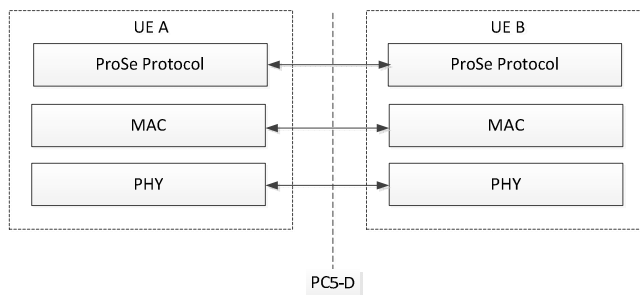 UE A UE B
ProSe Protocol ProSe Protocol
MAC MAC
PHY PHY
PC5-D